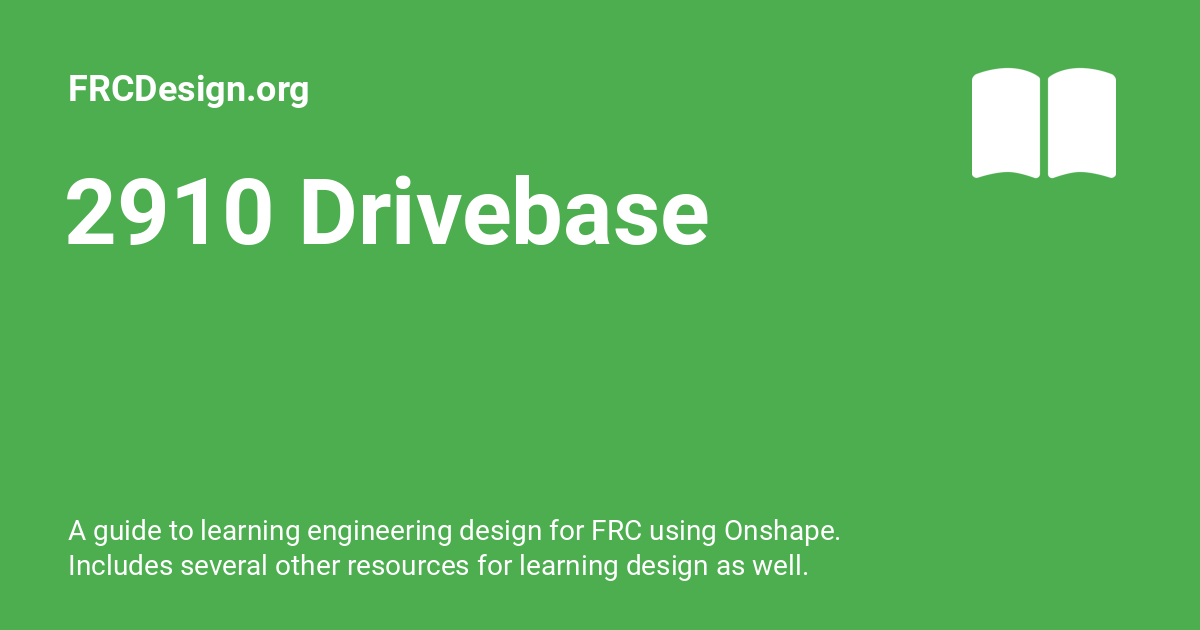 FRCDesign.org
2910 Drivebase
A guide to learning engineering design for FRC using Onshape.
Includes several other resources for learning design as well.